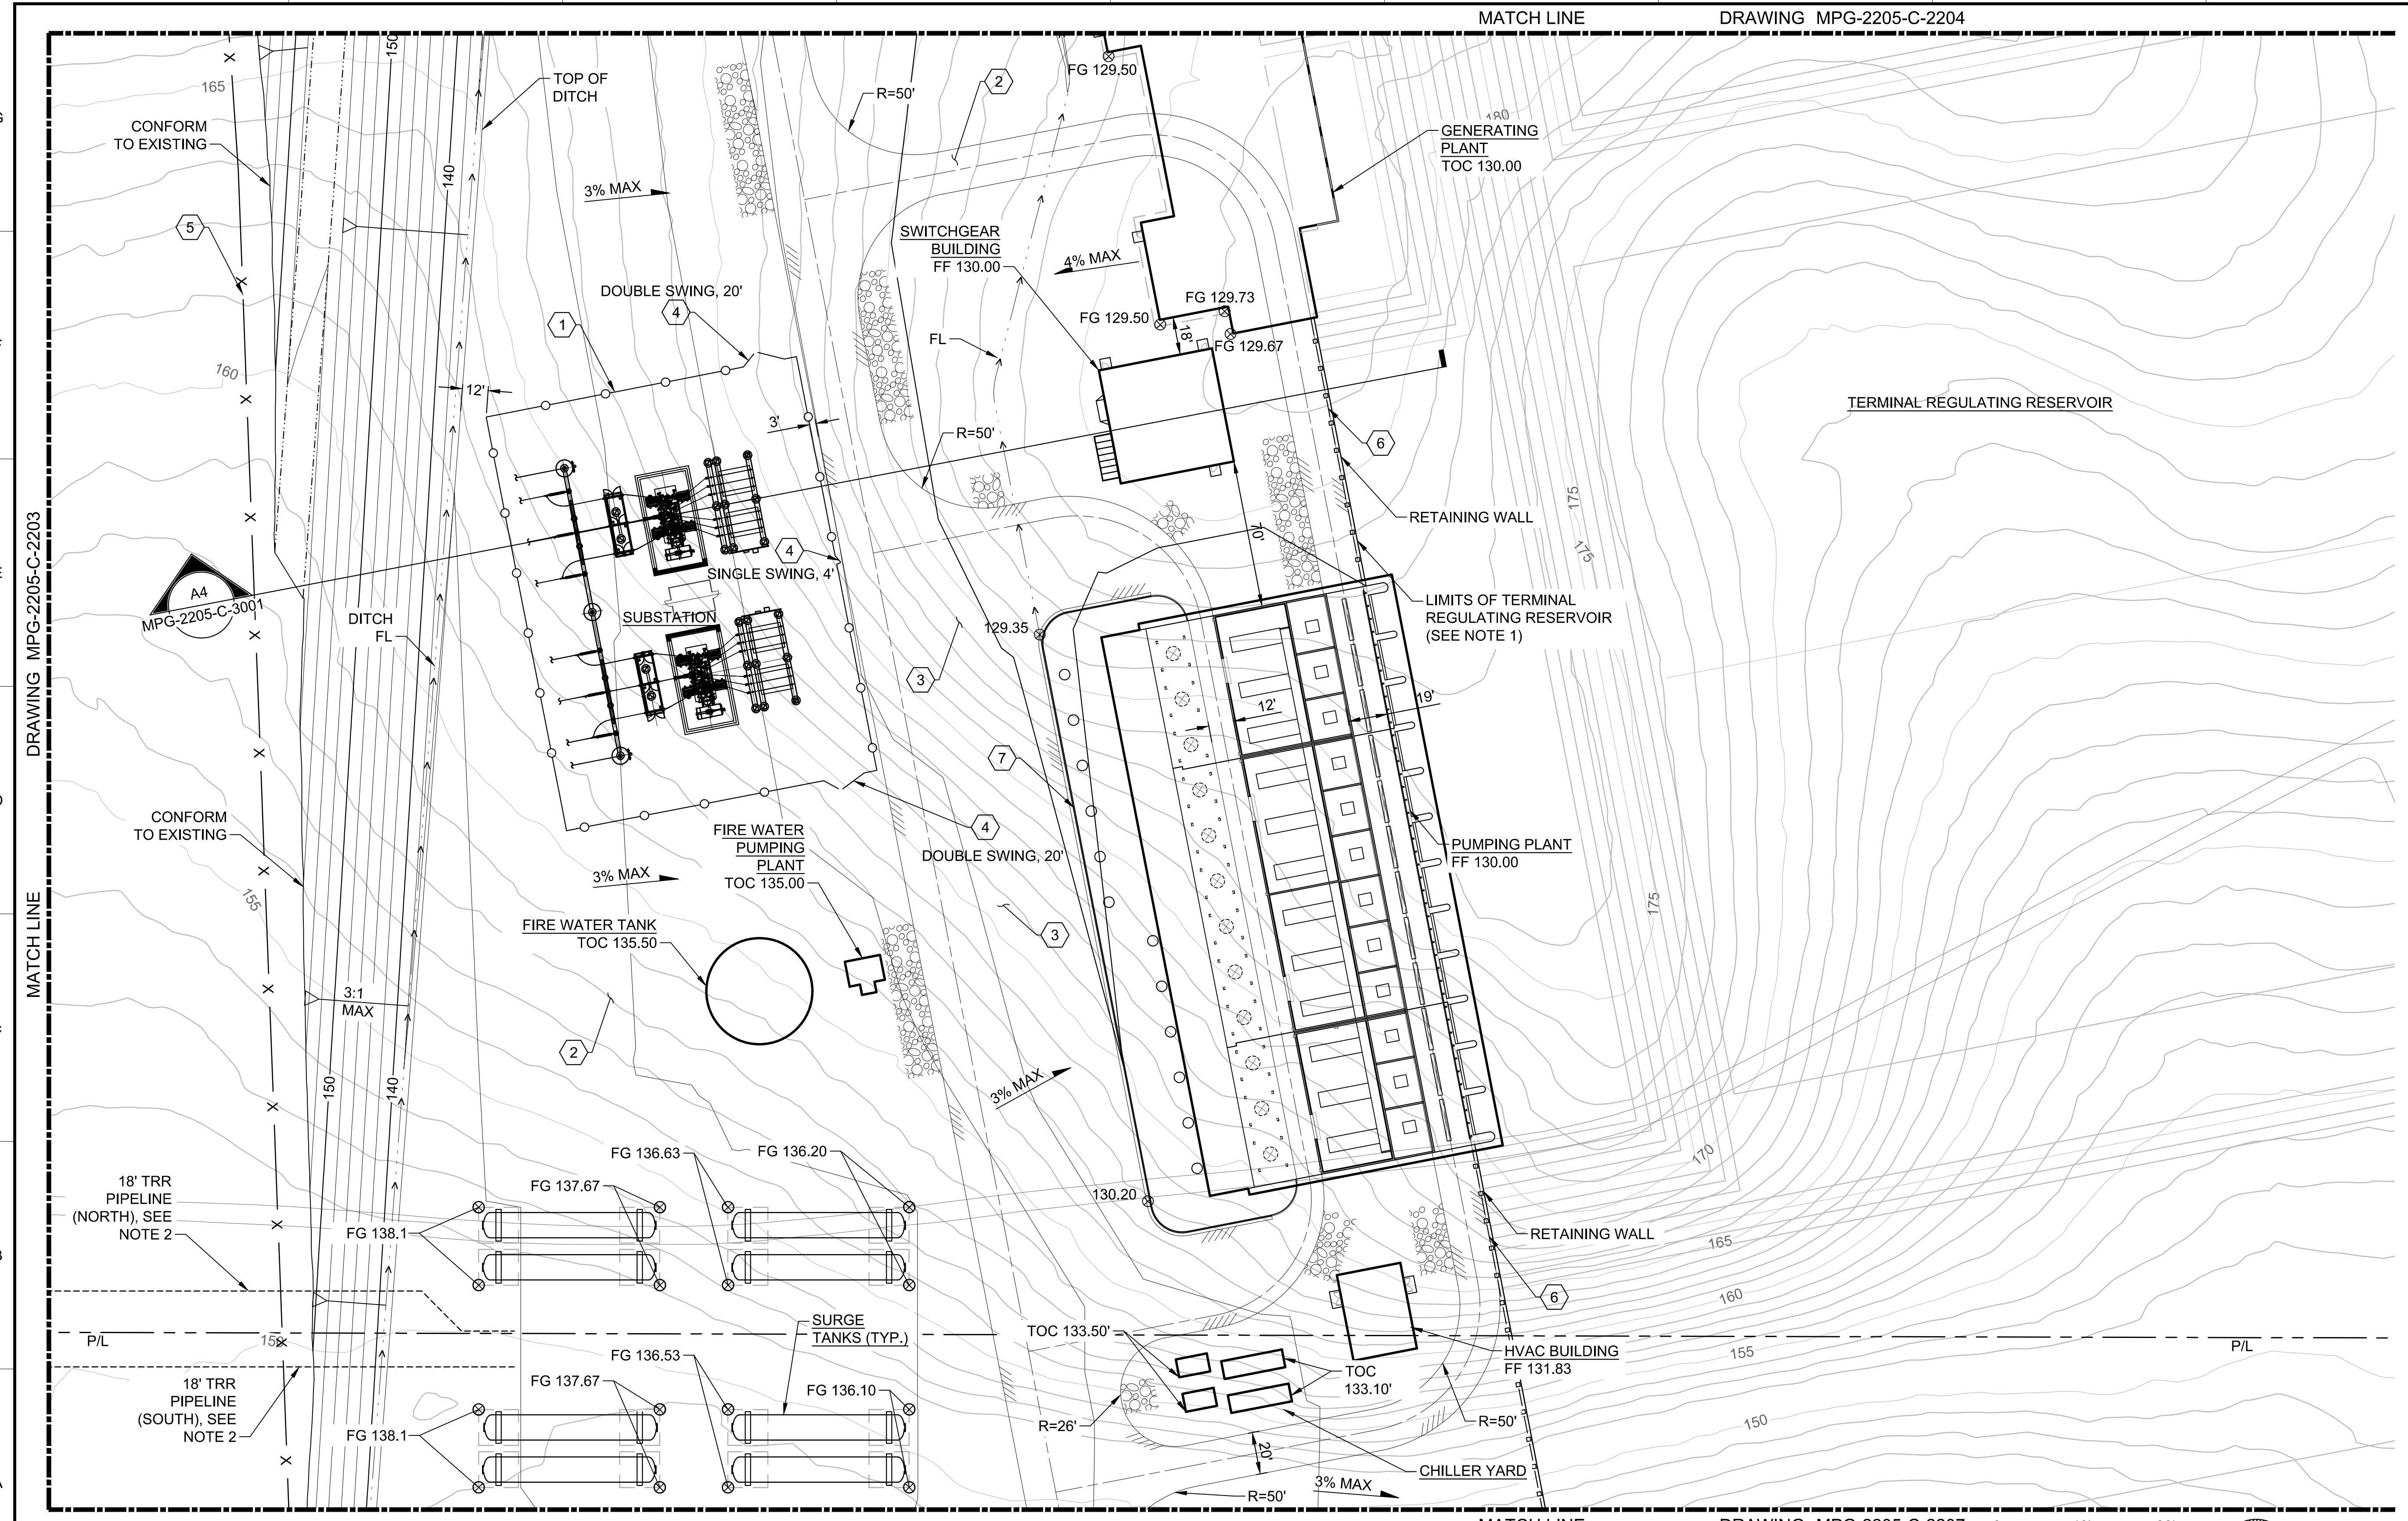 MATCH LINE
DRAWING MPG-2205-C-2204
165
CONFORM
TO EXISTING
5
150
140
TOP OF
DITCH
3% MAX
R=50'
2
FG 129.50
180
GENERATING
PLANT
TOC 130.00
SWITCHGEAR
BUILDING
FF 130.00
4% MAX
DOUBLE SWING, 20'
4
1
FG 129.73
FG 129.50
18'
FG 129.67
FL
160
12'
3'
R=50'
6
TERMINAL REGULATING RESERVOIR
175
175
RETAINING WALL
70'
DRAWING MPG-2205-C-2203
A4
MPG-2205-C-3001
DITCH
FL
4
SINGLE SWING, 4'
SUBSTATION
129.35
LIMITS OF TERMINAL
REGULATING RESERVOIR
(SEE NOTE 1)
3
12'
19'
7
CONFORM
TO EXISTING
155
FIRE WATER
PUMPING
PLANT
TOC 135.00
4
DOUBLE SWING, 20'
PUMPING PLANT
FF 130.00
3% MAX
FIRE WATER TANK
TOC 135.50
3
175
MATCH LINE
3:1
MAX
2
150
140
3% MAX
170
FG 136.63
FG 136.20
18' TRR
PIPELINE
(NORTH), SEE
NOTE 2
FG 137.67
FG 138.1
130.20
RETAINING WALL
165
6
160
SURGE
TANKS (TYP.)
TOC 133.50'
P/L
150
P/L
HVAC BUILDING
FF 131.83
155
18' TRR
PIPELINE
(SOUTH), SEE
NOTE 2
FG 136.53
FG 137.67
FG 136.10
TOC
133.10'
FG 138.1
R=26'
R=50'
150
20'
CHILLER YARD
3% MAX
R=50'
MATCH LINE
DRAWING MPG-2205-C-2207